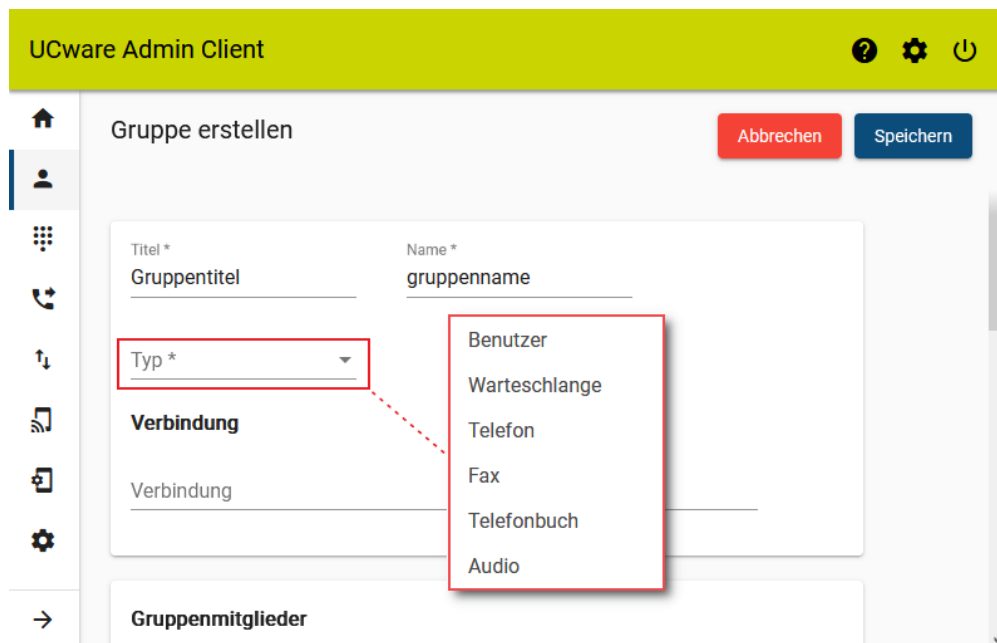 UCware Admin Client
Gruppe erstellen
Abbrechen
Speichern
Titel *
Name *
Gruppentitel
gruppenname
Typ *
Benutzer
Warteschlange
Telefon
Fax
Telefonbuch
Audio
Verbindung
Verbindung
Gruppenmitglieder